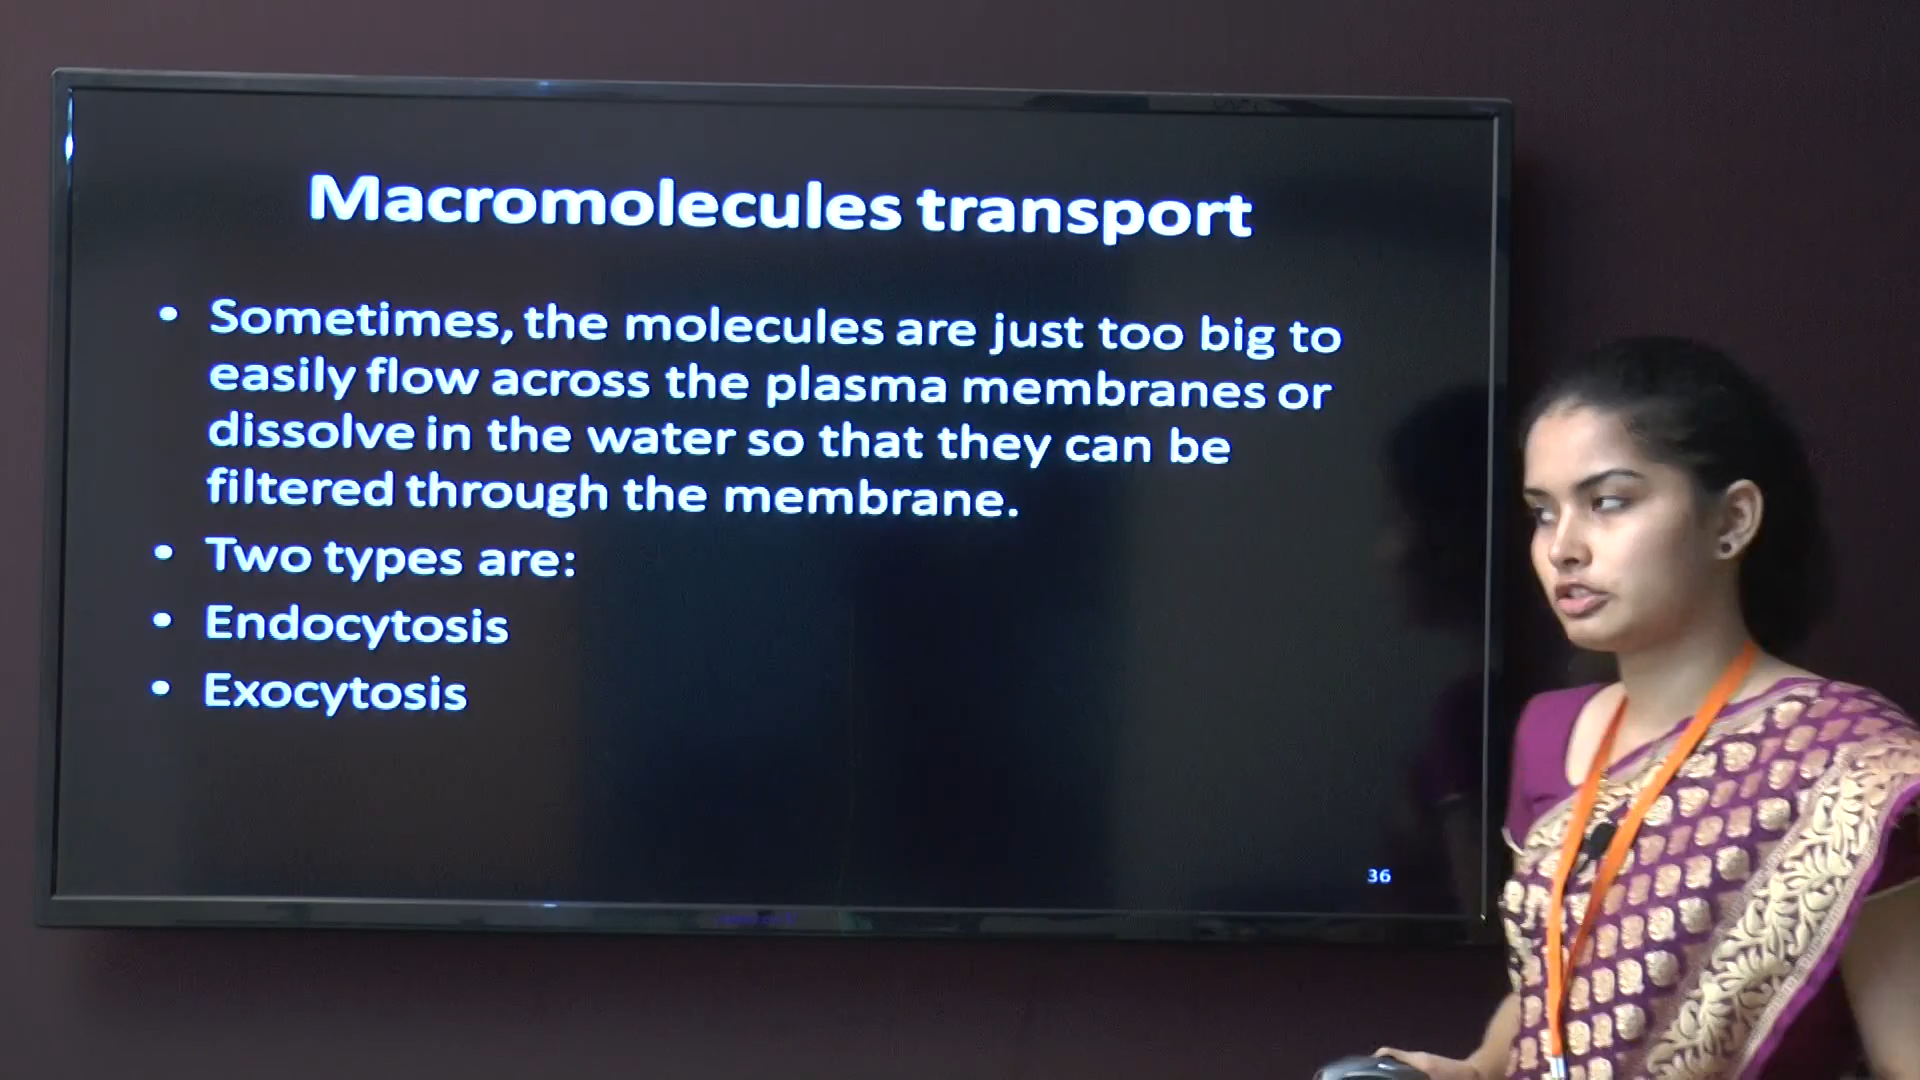 Macromolecules transport
• Sometimes, the molecules are just too big to
easily flow across the plasma membranes or
dissolve in the water so that they can be
filtered through the membrane.
• Two types are:
• Endocytosis
• Exocytosis
36